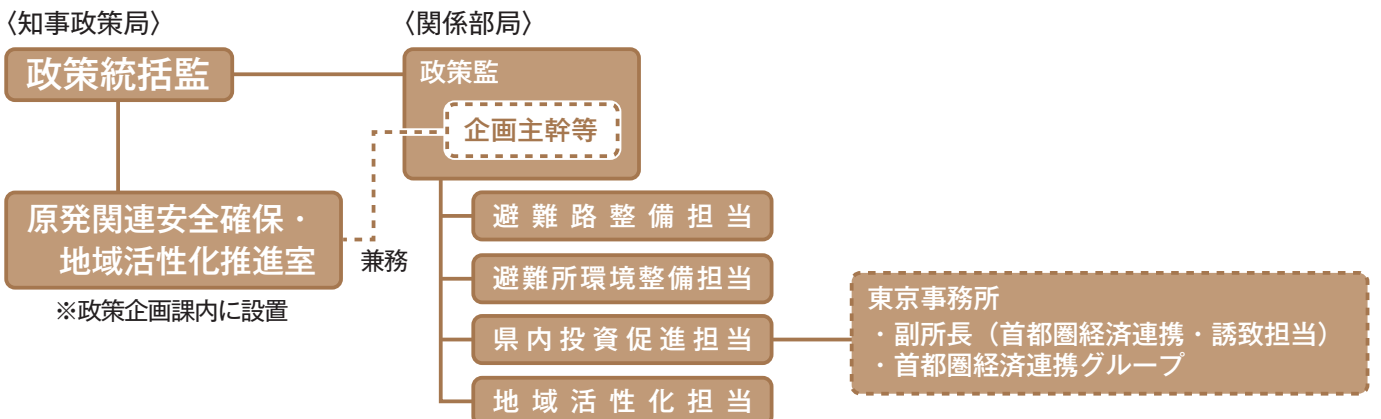 〈知事政策局〉
〈関係部局〉
政策統括監
政策監
企画主幹等
原発関連安全確保・
地域活性化推進室
兼務
※政策企画課内に設置
避難路整備担当
避難所環境整備担当
県内投資促進担当
地域活性化担当
東京事務所
・副所長（首都圏経済連携・誘致担当）
・首都圏経済連携グループ